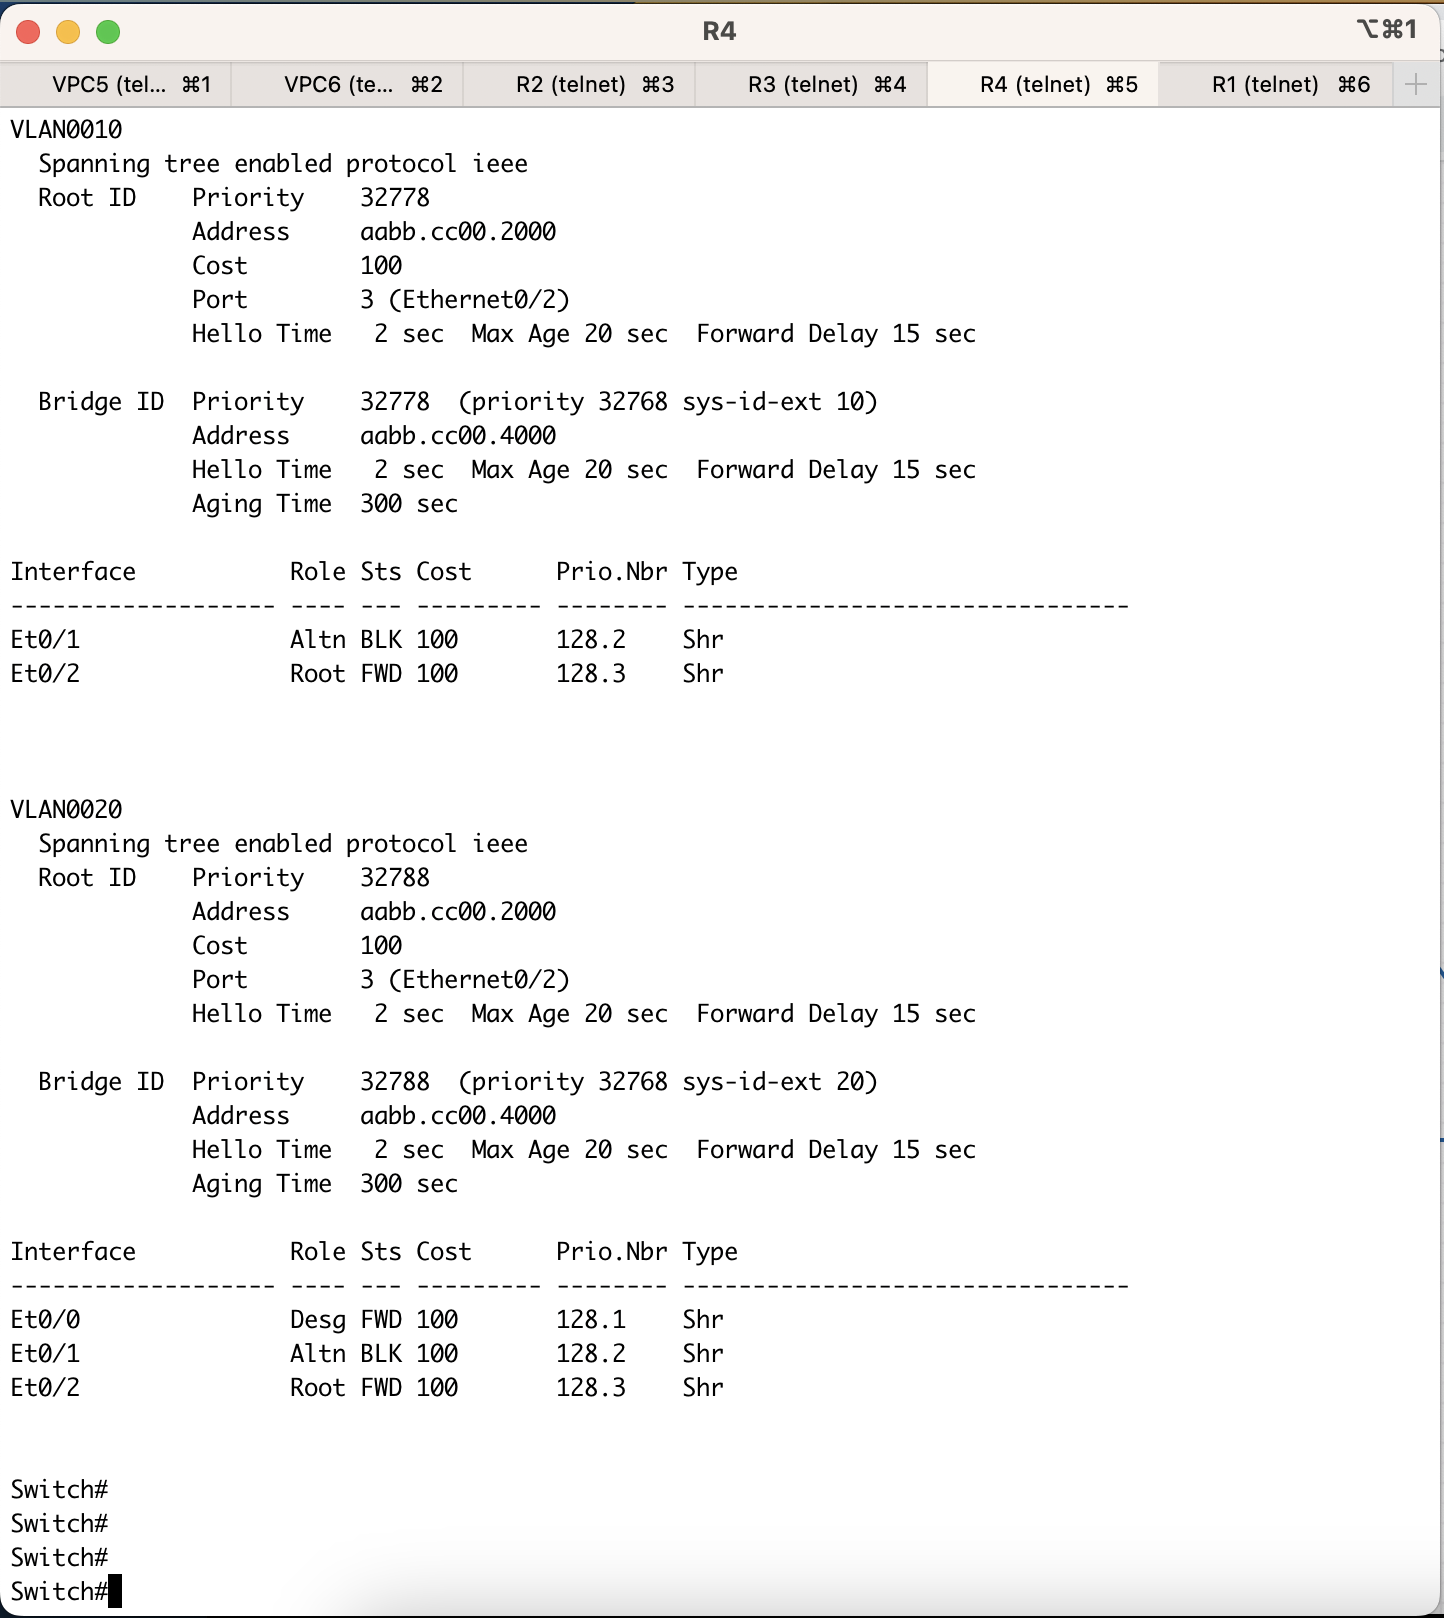 R4
⌥⌘1
VPC5 (tel... ⌘1 VPC6 (te... ⌘2 R2 (telnet) ⌘3 R3 (telnet) ⌘4 R4 (telnet) ⌘5 R1 (telnet) ⌘6 +
VLAN0010
  Spanning tree enabled protocol ieee
  Root ID    Priority    32778
             Address     aabb.cc00.2000
             Cost        100
             Port        3 (Ethernet0/2)
             Hello Time   2 sec  Max Age 20 sec  Forward Delay 15 sec

  Bridge ID  Priority    32778  (priority 32768 sys-id-ext 10)
             Address     aabb.cc00.4000
             Hello Time   2 sec  Max Age 20 sec  Forward Delay 15 sec
             Aging Time  300 sec

Interface           Role Sts Cost      Prio.Nbr Type
------------------- ---- --- --------- -------- --------------------------------
Et0/1               Altn BLK 100       128.2    Shr
Et0/2               Root FWD 100       128.3    Shr

VLAN0020
  Spanning tree enabled protocol ieee
  Root ID    Priority    32788
             Address     aabb.cc00.2000
             Cost        100
             Port        3 (Ethernet0/2)
             Hello Time   2 sec  Max Age 20 sec  Forward Delay 15 sec

  Bridge ID  Priority    32788  (priority 32768 sys-id-ext 20)
             Address     aabb.cc00.4000
             Hello Time   2 sec  Max Age 20 sec  Forward Delay 15 sec
             Aging Time  300 sec

Interface           Role Sts Cost      Prio.Nbr Type
------------------- ---- --- --------- -------- --------------------------------
Et0/0               Desg FWD 100       128.1    Shr
Et0/1               Altn BLK 100       128.2    Shr
Et0/2               Root FWD 100       128.3    Shr

Switch#
Switch#
Switch#
Switch#